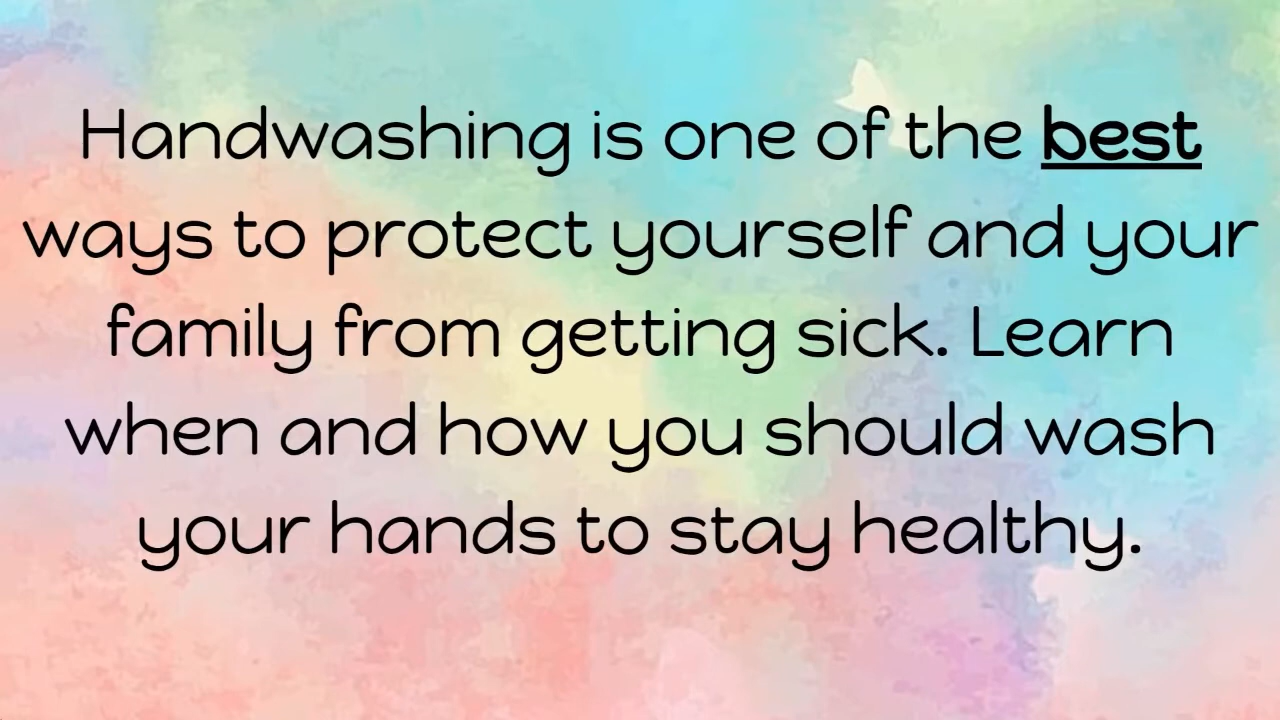 Handwashing is one of the best
ways to protect yourself and your
family from getting sick. Learn
when and how you should wash
your hands to stay healthy.